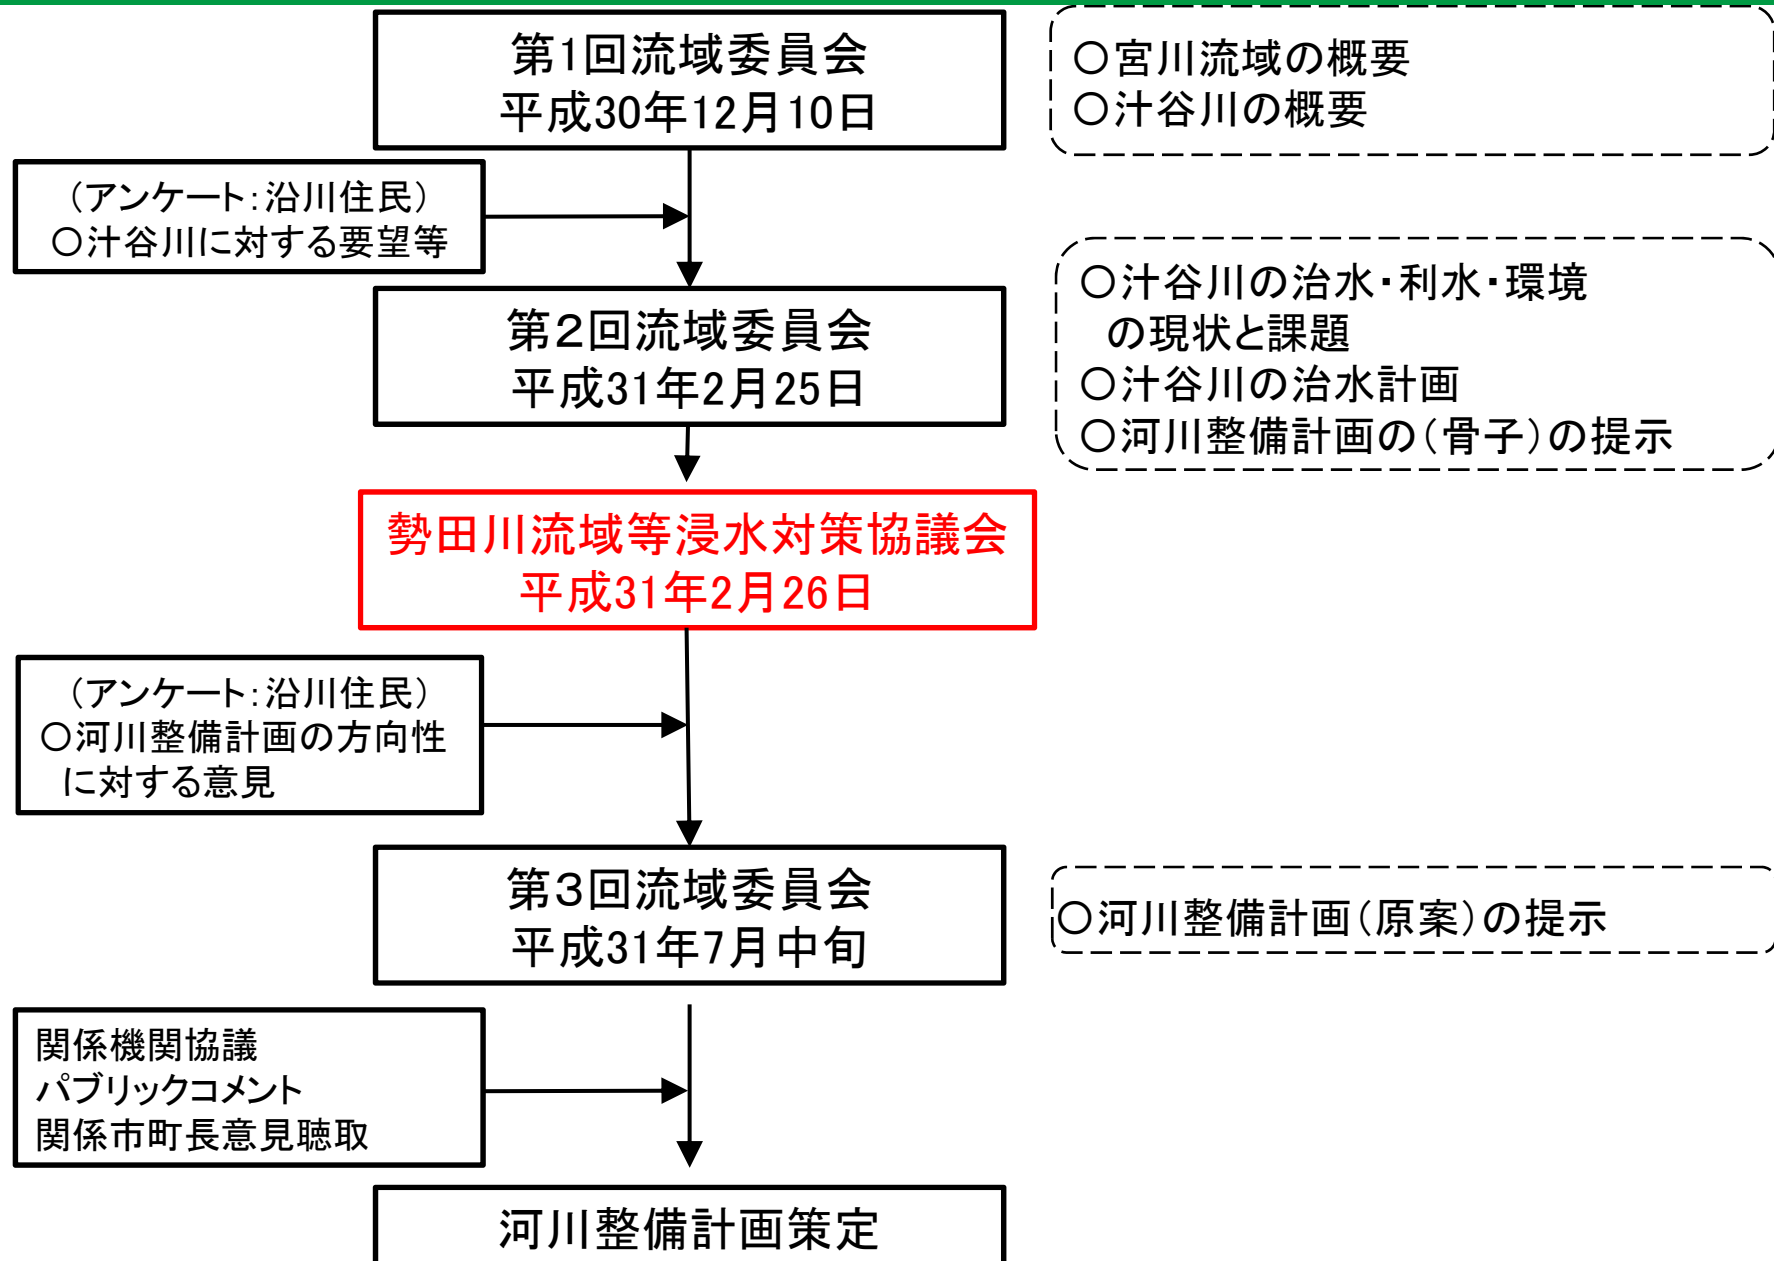 第1回流域委員会
平成30年12月10日
〇宮川流域の概要
〇汁谷川の概要
（アンケート：沿川住民）
〇汁谷川に対する要望等
第２回流域委員会
平成31年2月25日
〇汁谷川の治水・利水・環境
の現状と課題
〇汁谷川の治水計画
〇河川整備計画の（骨子）の提示
勢田川流域等浸水対策協議会
平成31年2月26日
（アンケート：沿川住民）
〇河川整備計画の方向性
に対する意見
第３回流域委員会
平成31年7月中旬
〇河川整備計画（原案）の提示
関係機関協議
パブリックコメント
関係市町長意見聴取
河川整備計画策定